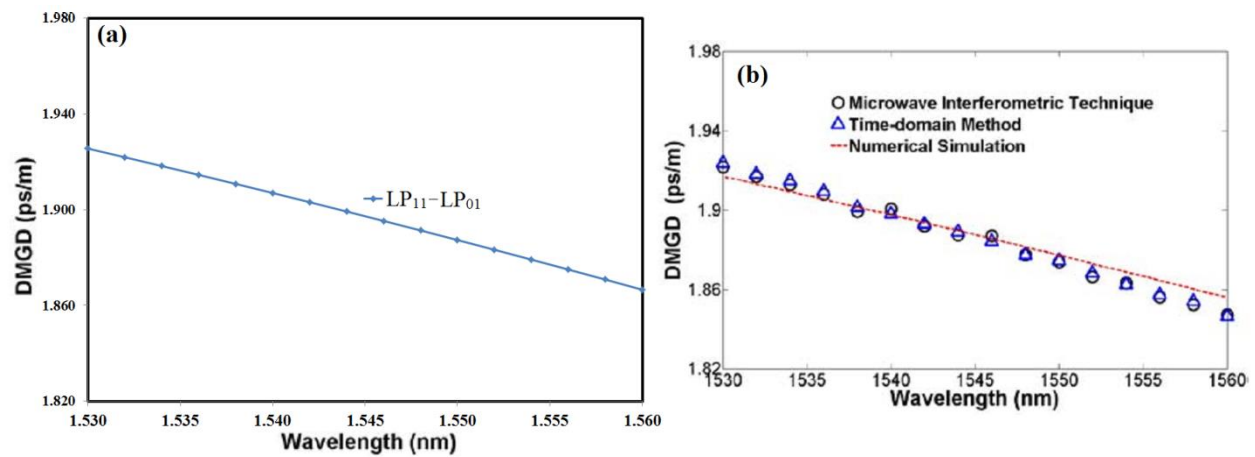 (a)
1.980
1.940
1.900
1.860
1.820
DMGD (ps/m)
LP11-LP01
1.530 1.535 1.540 1.545 1.550 1.555 1.560
Wavelength (nm)
(b)
1.98
1.94
1.9
1.86
1.82
DMGD (ps/m)
Microwave Interferometric Technique
Time-domain Method
Numerical Simulation
1530 1535 1540 1545 1550 1555 1560
Wavelength (nm)